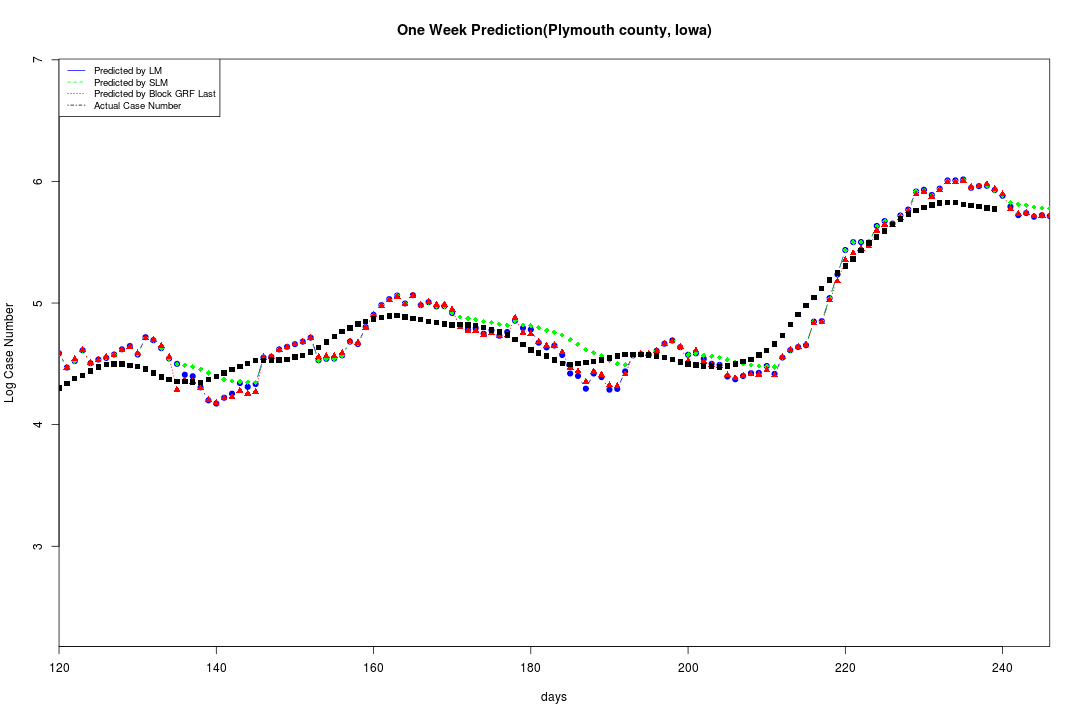 One Week Prediction(Plymouth county, Iowa)
Predicted by LM
Predicted by SLM
Predicted by Block GRF Last
Actual Case Number
7
6
5
4
3
Log Case Number
120 140 160 180 200 220 240
days